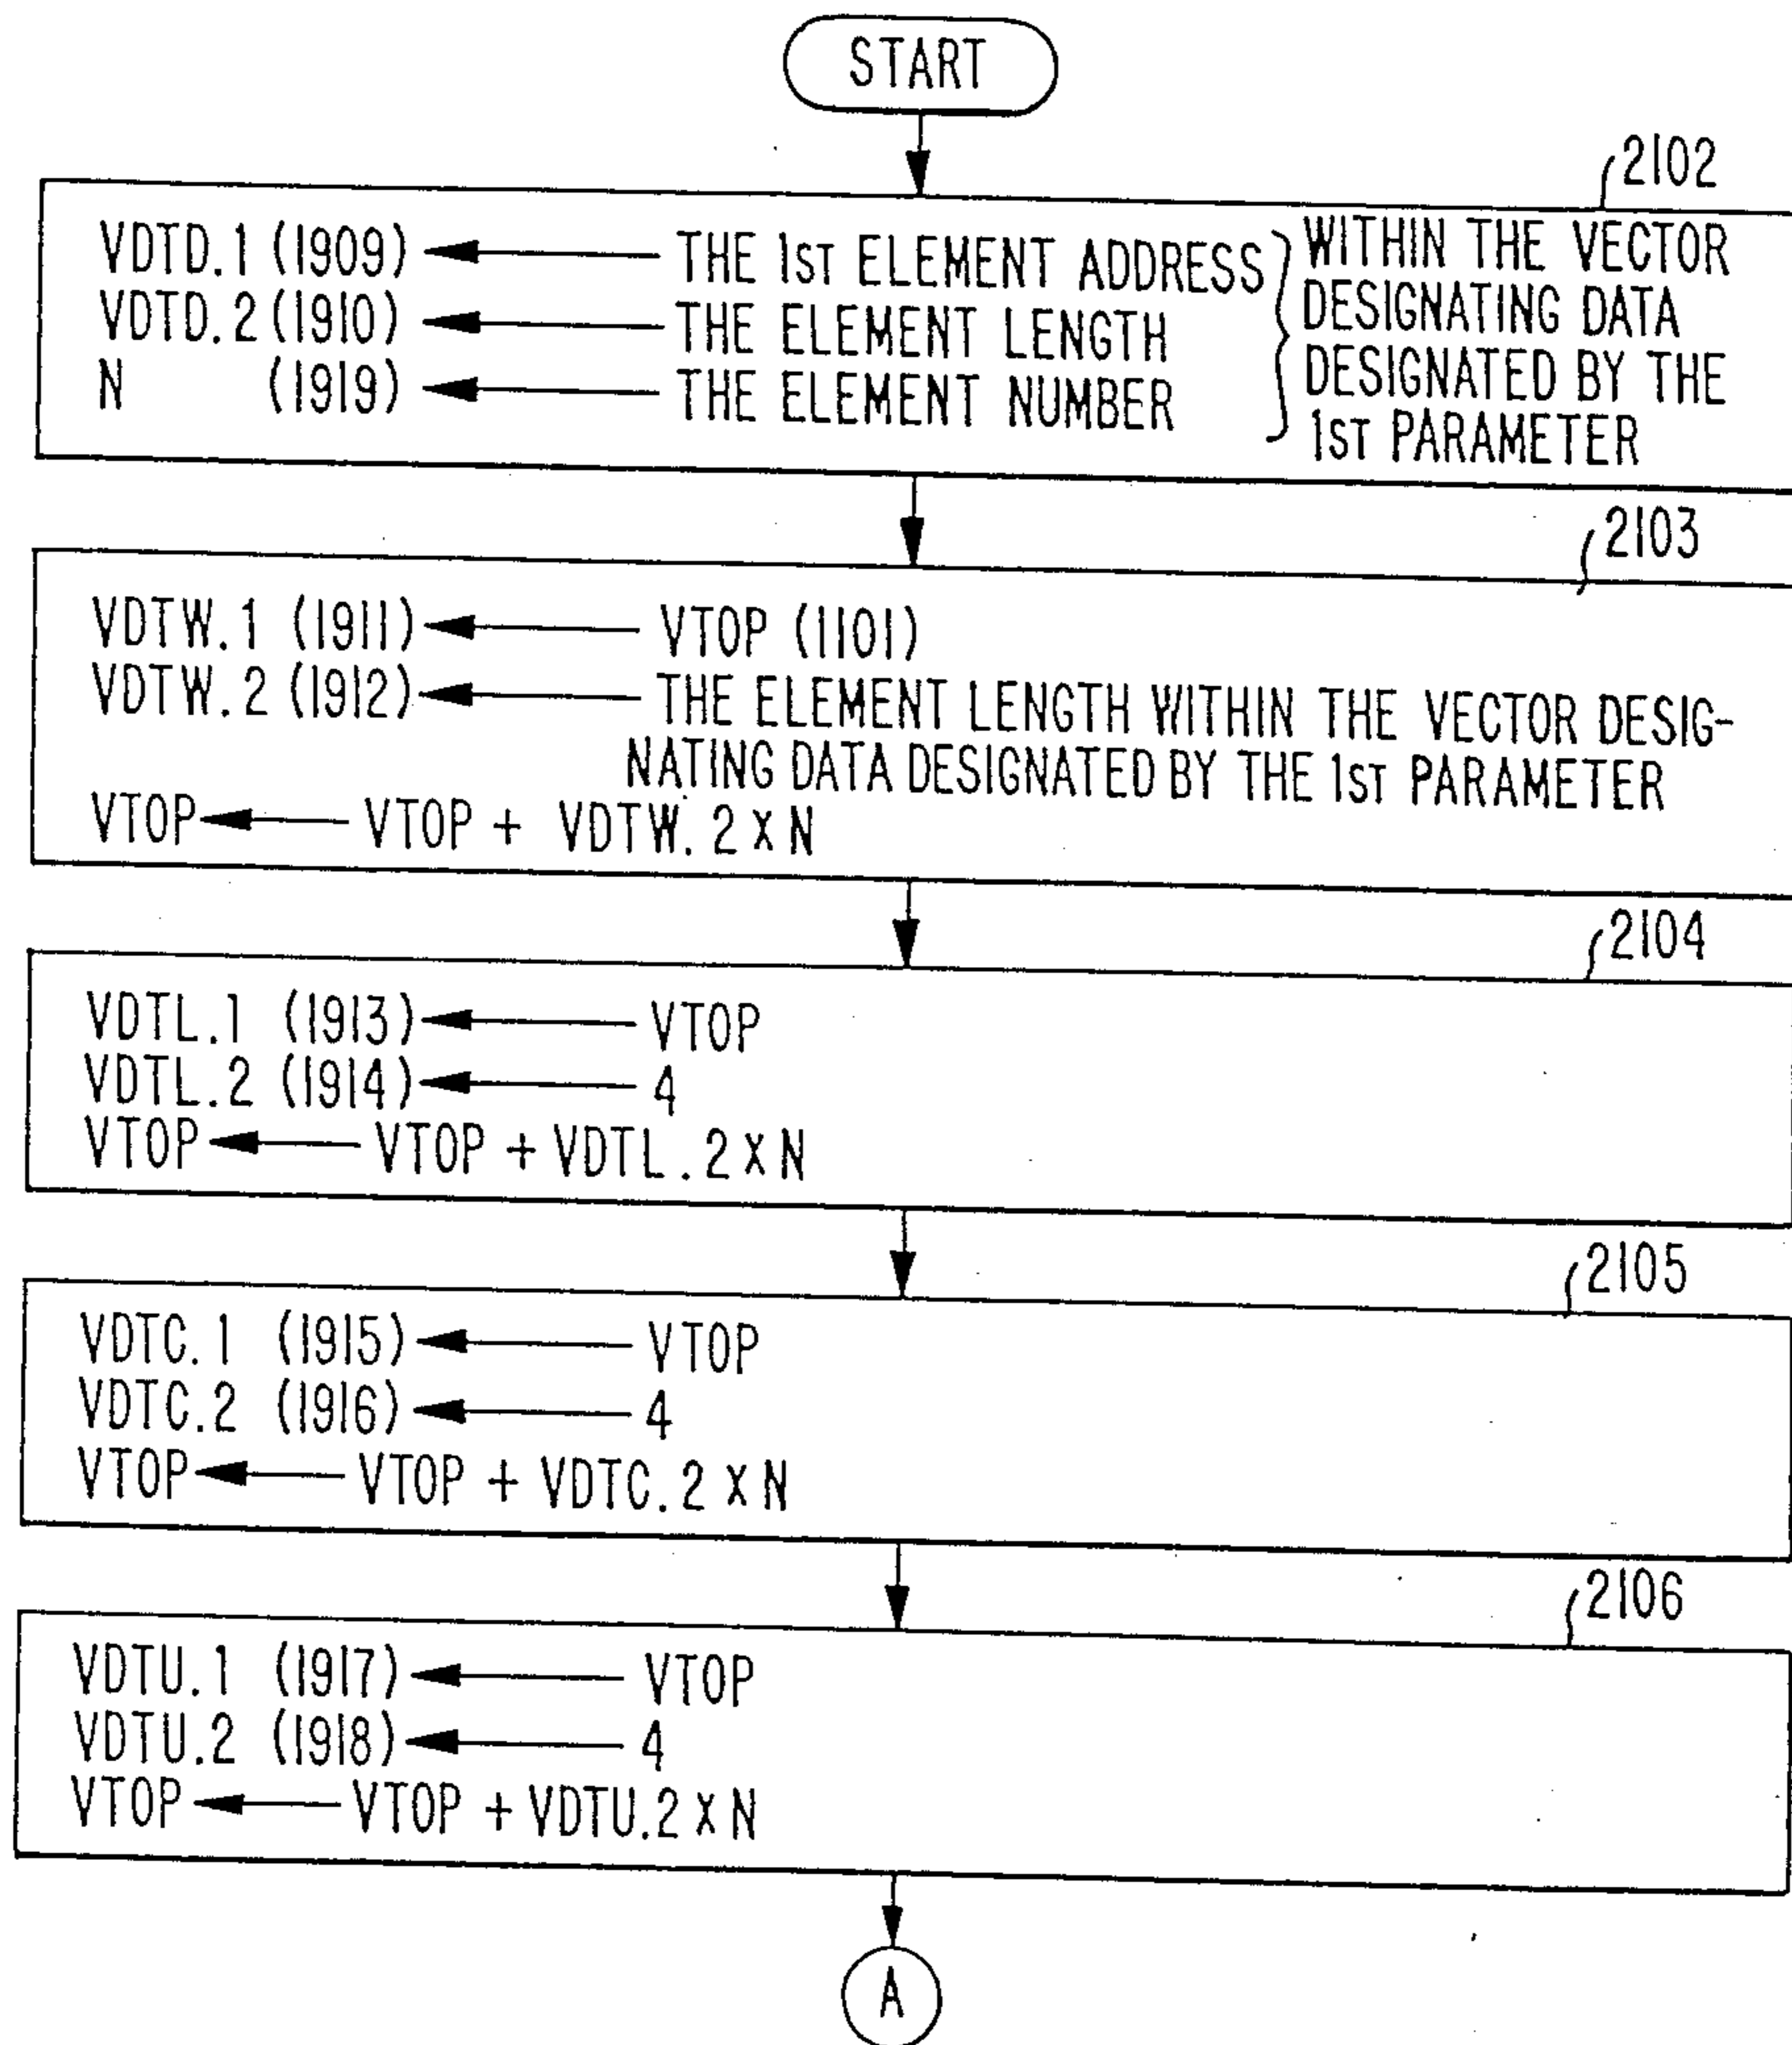 START
2102
VDTD.1 (1909) ← THE 1ST ELEMENT ADDRESS
VDTD.2 (1910) ← THE ELEMENT LENGTH
N (1919) ← THE ELEMENT NUMBER
WITHIN THE VECTOR
DESIGNATING DATA
DESIGNATED BY THE
1ST PARAMETER
2103
VDTW.1 (1911) ← VTOP (1101)
VDTW.2 (1912) ← THE ELEMENT LENGTH WITHIN THE VECTOR DESIG-
NATING DATA DESIGNATED BY THE 1ST PARAMETER
VTOP ← VTOP + VDTW.2 X N
2104
VDTL.1 (1913) ← VTOP
VDTL.2 (1914) ← 4
VTOP ← VTOP + VDTL.2 X N
2105
VDTC.1 (1915) ← VTOP
VDTC.2 (1916) ← 4
VTOP ← VTOP + VDTC.2 X N
2106
VDTU.1 (1917) ← VTOP
VDTU.2 (1918) ← 4
VTOP ← VTOP + VDTU.2 X N
A